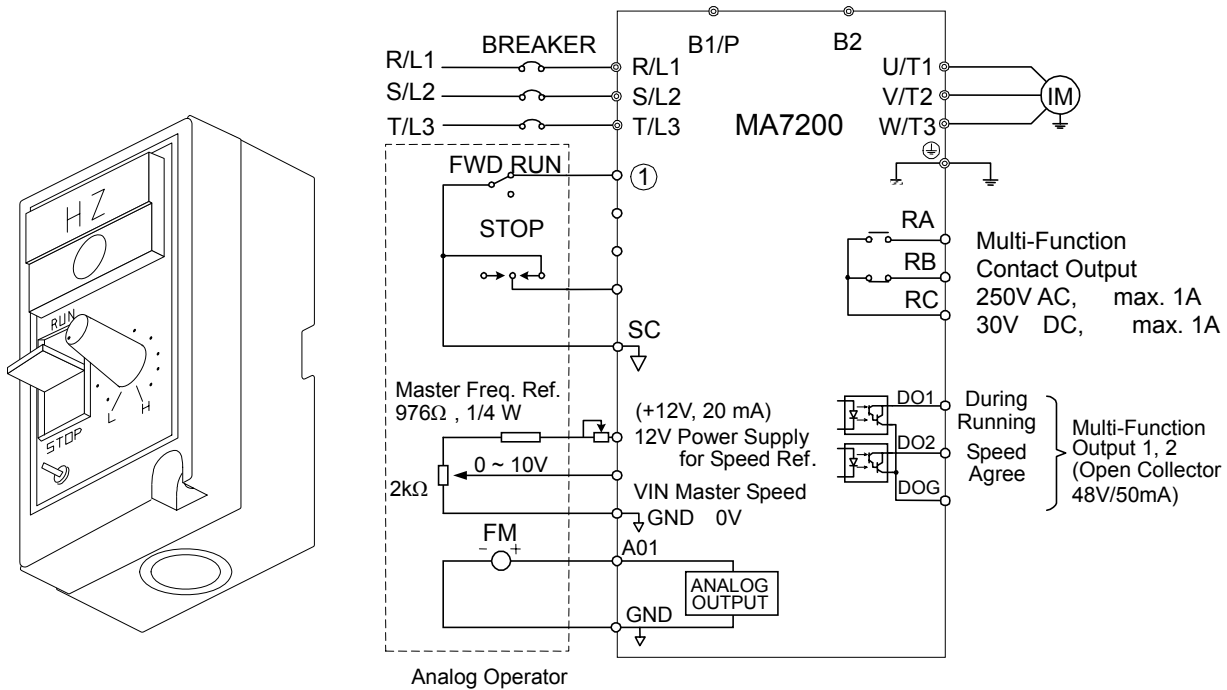 HZ
RUN
L H
STOP
BREAKER
R/L1
S/L2
T/L3
B1/P
B2
R/L1
S/L2
T/L3
MA7200
U/T1
V/T2
W/T3
IM
FWD RUN
1
STOP
SC
RA
RB
RC
Multi-Function
Contact Output
250V AC, max. 1A
30V DC, max. 1A
Master Freq. Ref.
976Ω , 1/4 W
0 ~ 10V
2kΩ
(+12V, 20 mA)
12V Power Supply
for Speed Ref.
VIN Master Speed
GND 0V
FM
- +
A01
ANALOG
OUTPUT
GND
DO1
DO2
DOG
During
Running
Speed
Agree
Multi-Function
Output 1, 2
(Open Collector
48V/50mA)
Analog Operator